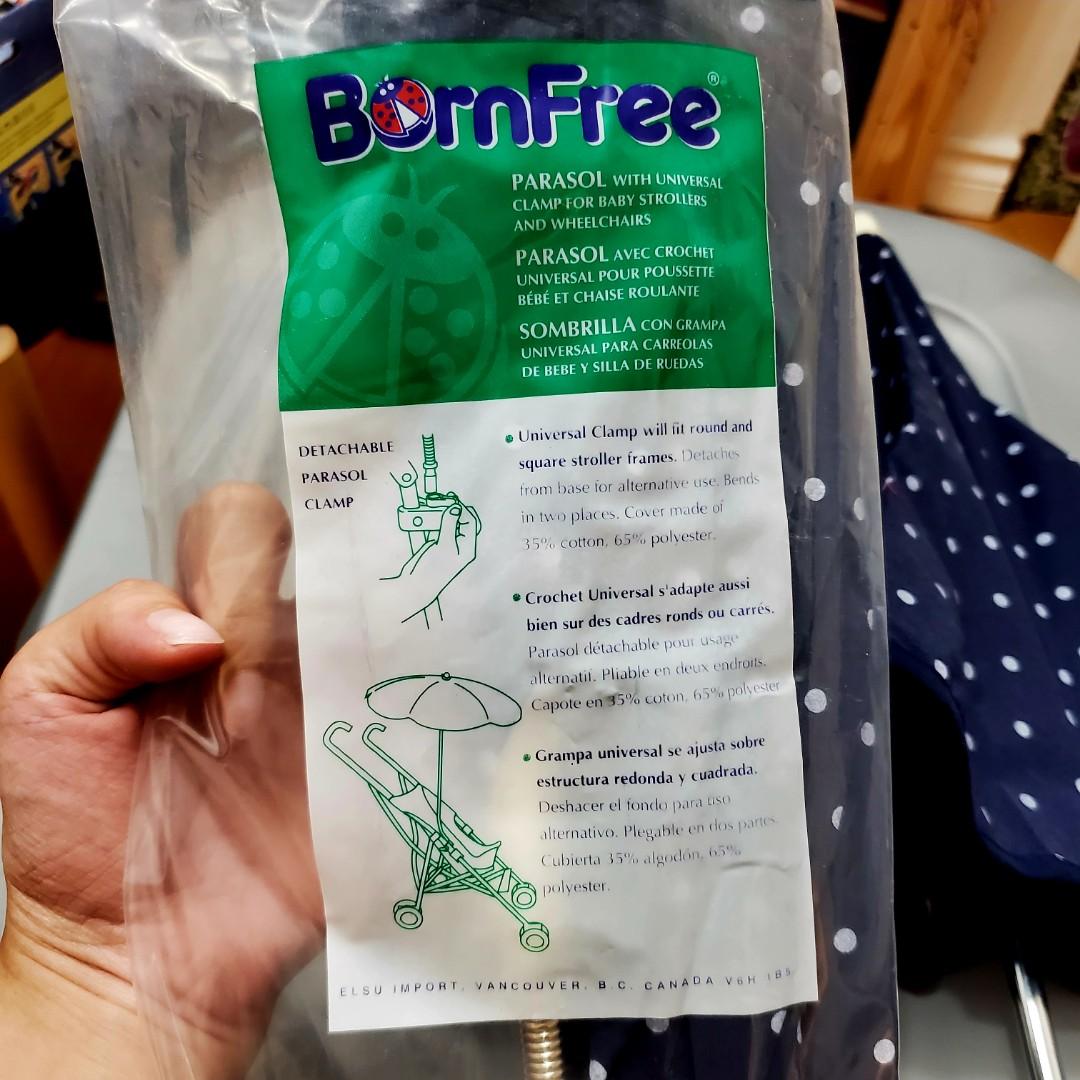 BornFree®
PARASOL WITH UNIVERSAL
CLAMP FOR BABY STROLLERS
AND WHEELCHAIRS
PARASOL AVEC CROCHET
UNIVERSAL POUR POUSSETTE
BÉBÉ ET CHAISE ROULANTE
SOMBRILLA CON GRAMPA
UNIVERSAL PARA CARREOLAS
DE BEBE Y SILLA DE RUEDAS
DETACHABLE
PARASOL
CLAMP
• Universal Clamp will fit round and
square stroller frames. Detaches
from base for alternative use. Bends
in two places. Cover made of
35% cotton, 65% polyester.
• Crochet Universal s'adapte aussi
bien sur des cadres ronds ou carrés.
Parasol détachable pour usage
alternatif. Pliable en deux endroits.
Capote en 35% coton, 65% polyester
• Grampa universal se ajusta sobre
estructura redonda y cuadrada.
Deshacer el fondo para uso
alternativo. Plegable en dos partes.
Cubierta 35% algodón, 65%
polyester.
ELSU IMPORT, VANCOUVER, B.C. CANADA V6H 1B5